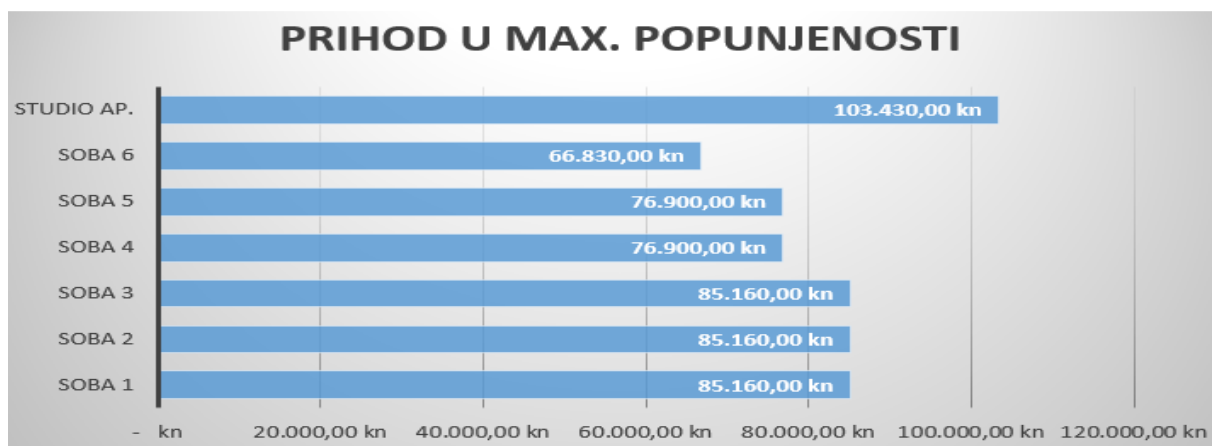 PRIHOD U MAX. POPUNJENOSTI
STUDIO AP. 103.430,00 kn
SOBA 6 66.830,00 kn
SOBA 5 76.900,00 kn
SOBA 4 76.900,00 kn
SOBA 3 85.160,00 kn
SOBA 2 85.160,00 kn
SOBA 1 85.160,00 kn
- kn 20.000,00 kn 40.000,00 kn 60.000,00 kn 80.000,00 kn 100.000,00 kn 120.000,00 kn